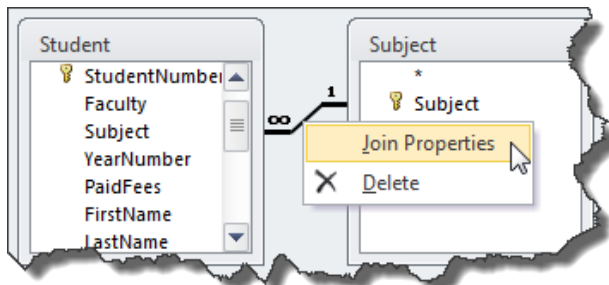 Student
StudentNumber
Faculty
Subject
YearNumber
PaidFees
FirstName
LastName
∞
1
Subject
*
Subject
Join Properties
Delete